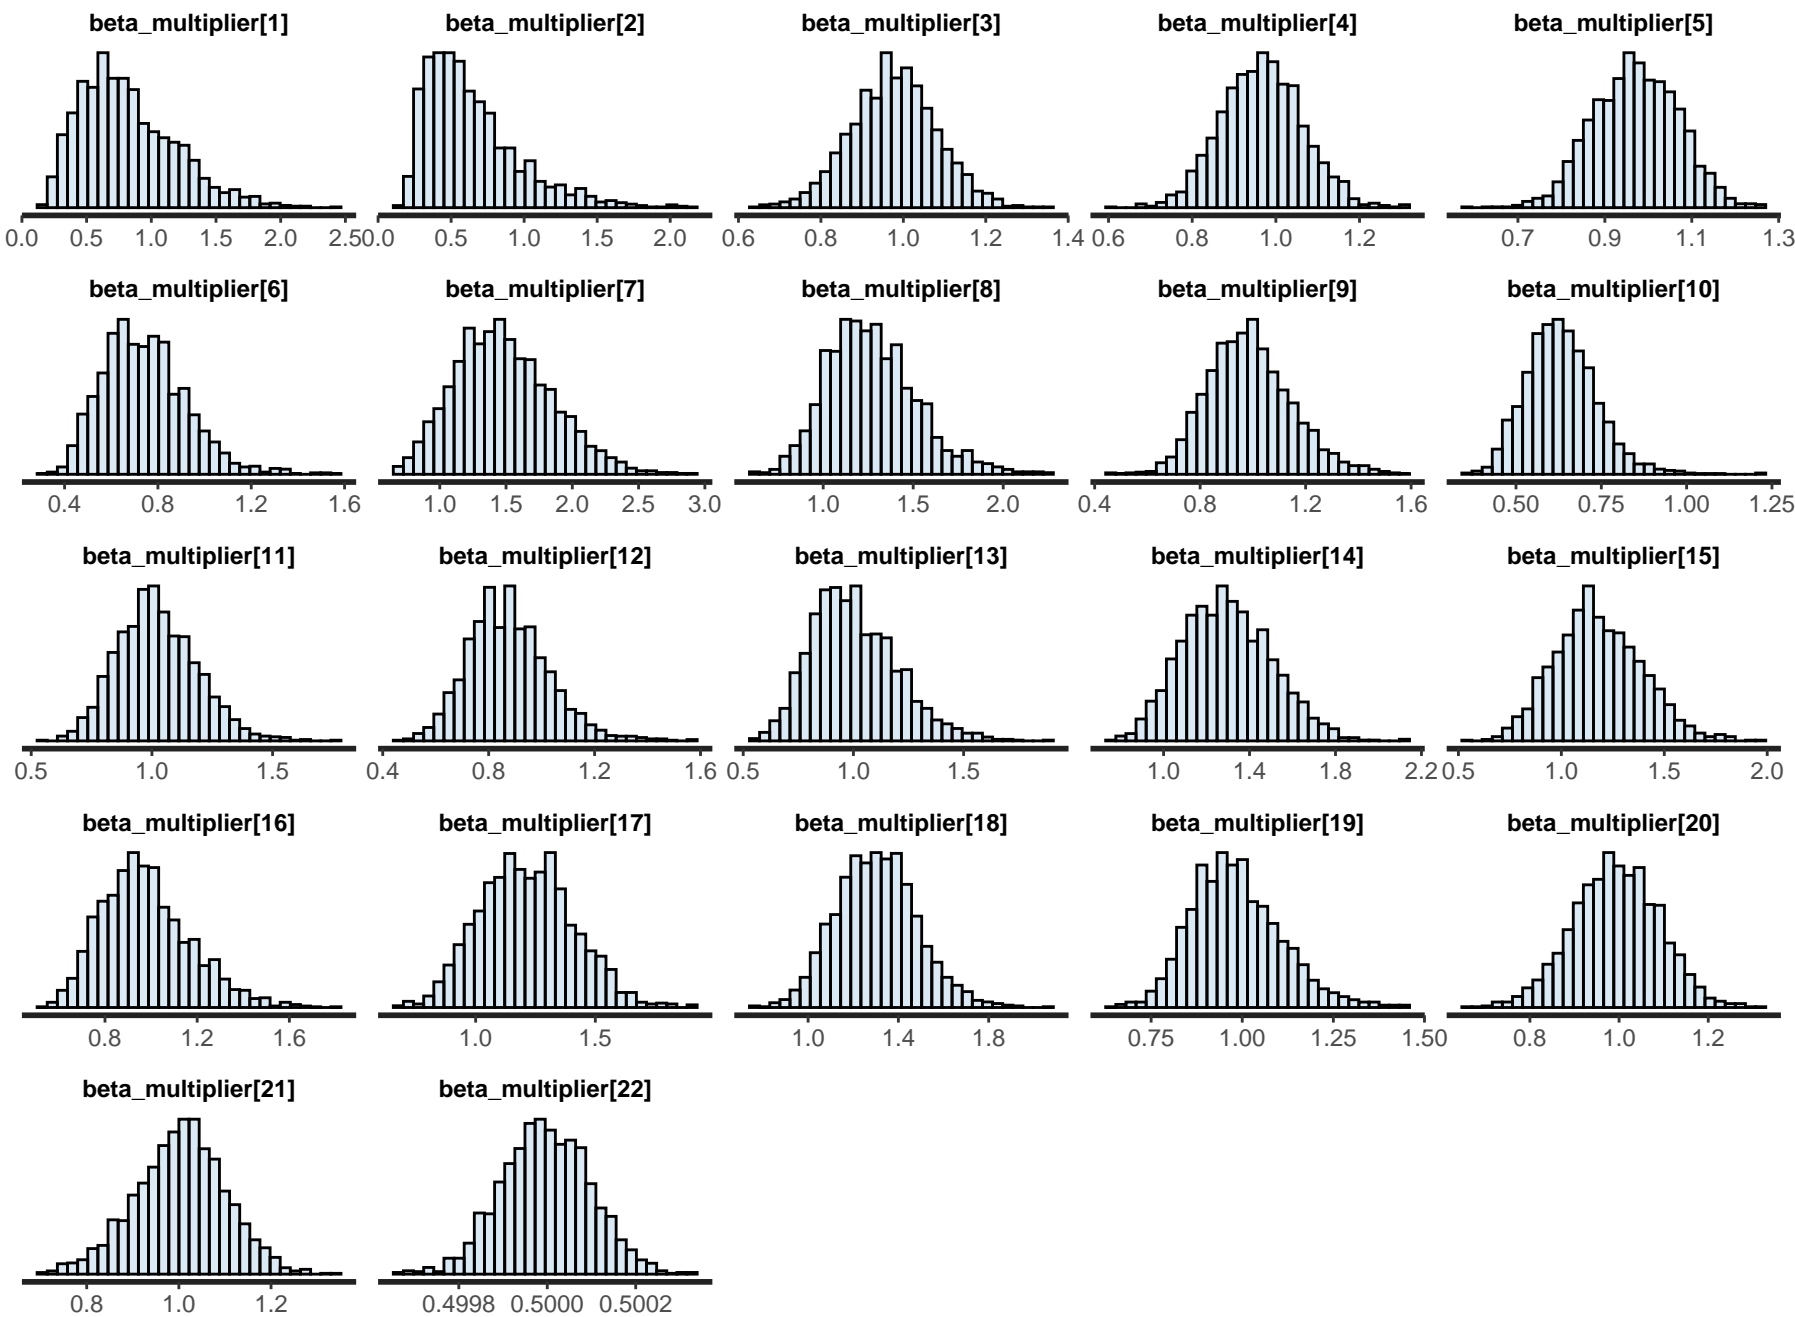 beta_multiplier[1] beta_multiplier[2] beta_multiplier[3] beta_multiplier[4] beta_multiplier[5]
0.0 0.5 1.0 1.5 2.0 2.5 0.0 0.5 1.0 1.5 2.0 0.6 0.8 1.0 1.2 1.4 0.6 0.8 1.0 1.2 0.7 0.9 1.1 1.3
beta_multiplier[6] beta_multiplier[7] beta_multiplier[8] beta_multiplier[9] beta_multiplier[10]
0.4 0.8 1.2 1.6 1.0 1.5 2.0 2.5 3.0 1.0 1.5 2.0 0.4 0.8 1.2 1.6 0.50 0.75 1.00 1.25
beta_multiplier[11] beta_multiplier[12] beta_multiplier[13] beta_multiplier[14] beta_multiplier[15]
0.5 1.0 1.5 0.4 0.8 1.2 1.6 0.5 1.0 1.5 1.0 1.4 1.8 2.2 0.5 1.0 1.5 2.0
beta_multiplier[16] beta_multiplier[17] beta_multiplier[18] beta_multiplier[19] beta_multiplier[20]
0.8 1.2 1.6 1.0 1.5 1.0 1.4 1.8 0.75 1.00 1.25 1.50 0.8 1.0 1.2
beta_multiplier[21] beta_multiplier[22]
0.8 1.0 1.2 0.4998 0.5000 0.5002